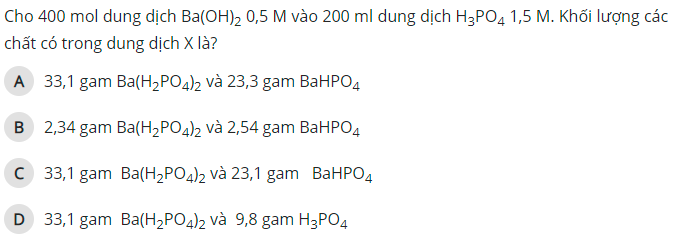 Cho 400 mol dung dịch Ba(OH)₂ 0,5 M vào 200 ml dung dịch H₃PO₄ 1,5 M. Khối lượng các
chất có trong dung dịch X là?
A 33,1 gam Ba(H₂PO₄)₂ và 23,3 gam BaHPO₄
B 2,34 gam Ba(H₂PO₄)₂ và 2,54 gam BaHPO₄
C 33,1 gam Ba(H₂PO₄)₂ và 23,1 gam BaHPO₄
D 33,1 gam Ba(H₂PO₄)₂ và 9,8 gam H₃PO₄